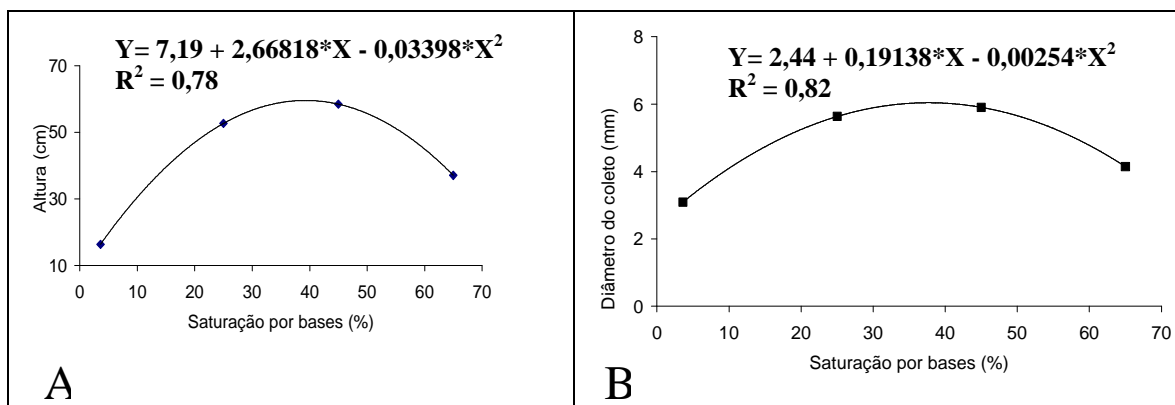 Y= 7,19 + 2,66818*X - 0,03398*X²
R² = 0,78
70
50
30
10
Altura (cm)
0 10 20 30 40 50 60 70
Saturação por bases (%)
A
Y= 2,44 + 0,19138*X - 0,00254*X²
R² = 0,82
8
6
4
2
0
Diâmetro do coleto (mm)
0 10 20 30 40 50 60 70
Saturação por bases (%)
B